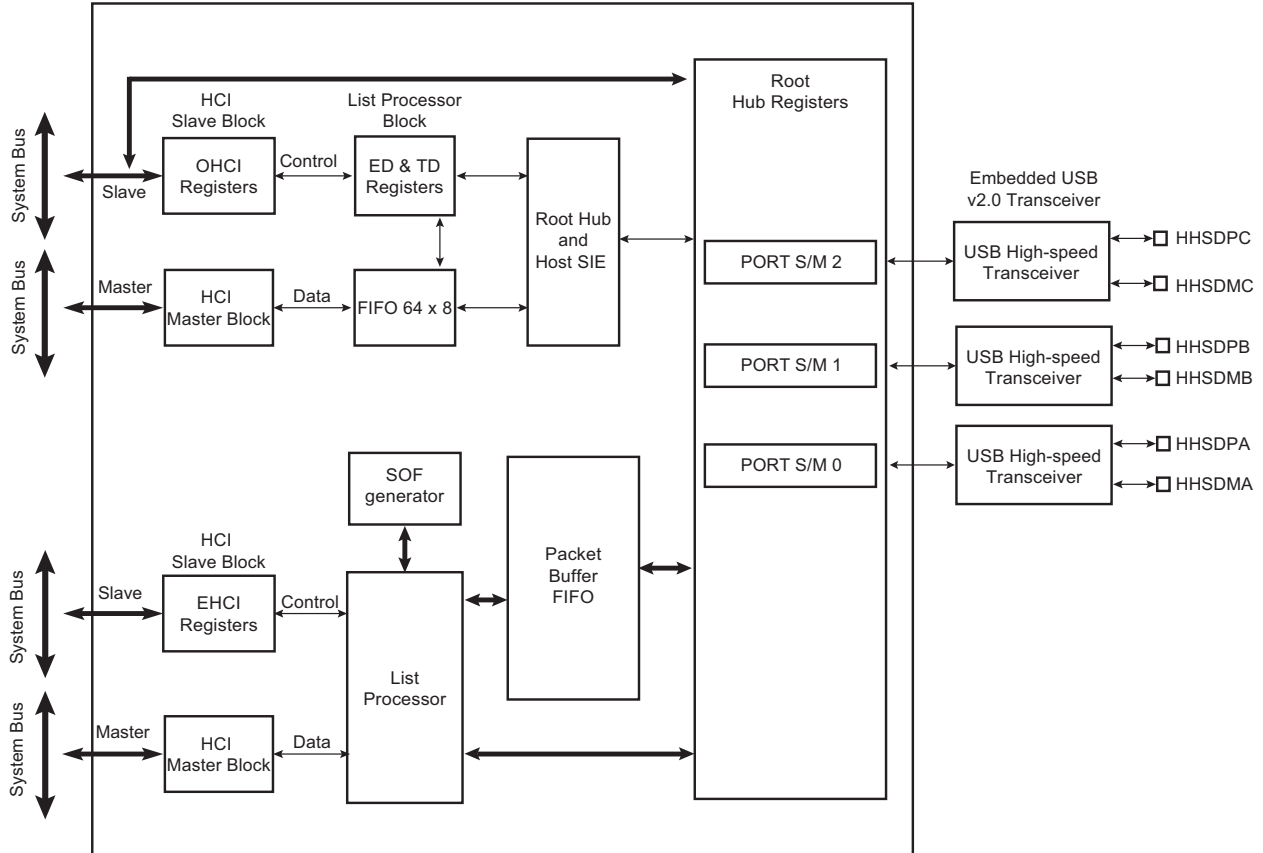 HCI
Slave Block
List Processor
Block
Root
Hub Registers
System Bus
Slave
OHCI
Registers
Control
ED & TD
Registers
Root Hub
and
Host SIE
Embedded USB
v2.0 Transceiver
System Bus
Master
HCI
Master Block
Data
FIFO 64 x 8
PORT S/M 2
USB High-speed
Transceiver
HHSDPC
HHSDMC
PORT S/M 1
USB High-speed
Transceiver
HHSDPB
HHSDMB
PORT S/M 0
USB High-speed
Transceiver
HHSDPA
HHSDMA
SOF
generator
Packet
Buffer
FIFO
HCI
Slave Block
System Bus
Slave
EHCI
Registers
Control
List
Processor
System Bus
Master
HCI
Master Block
Data